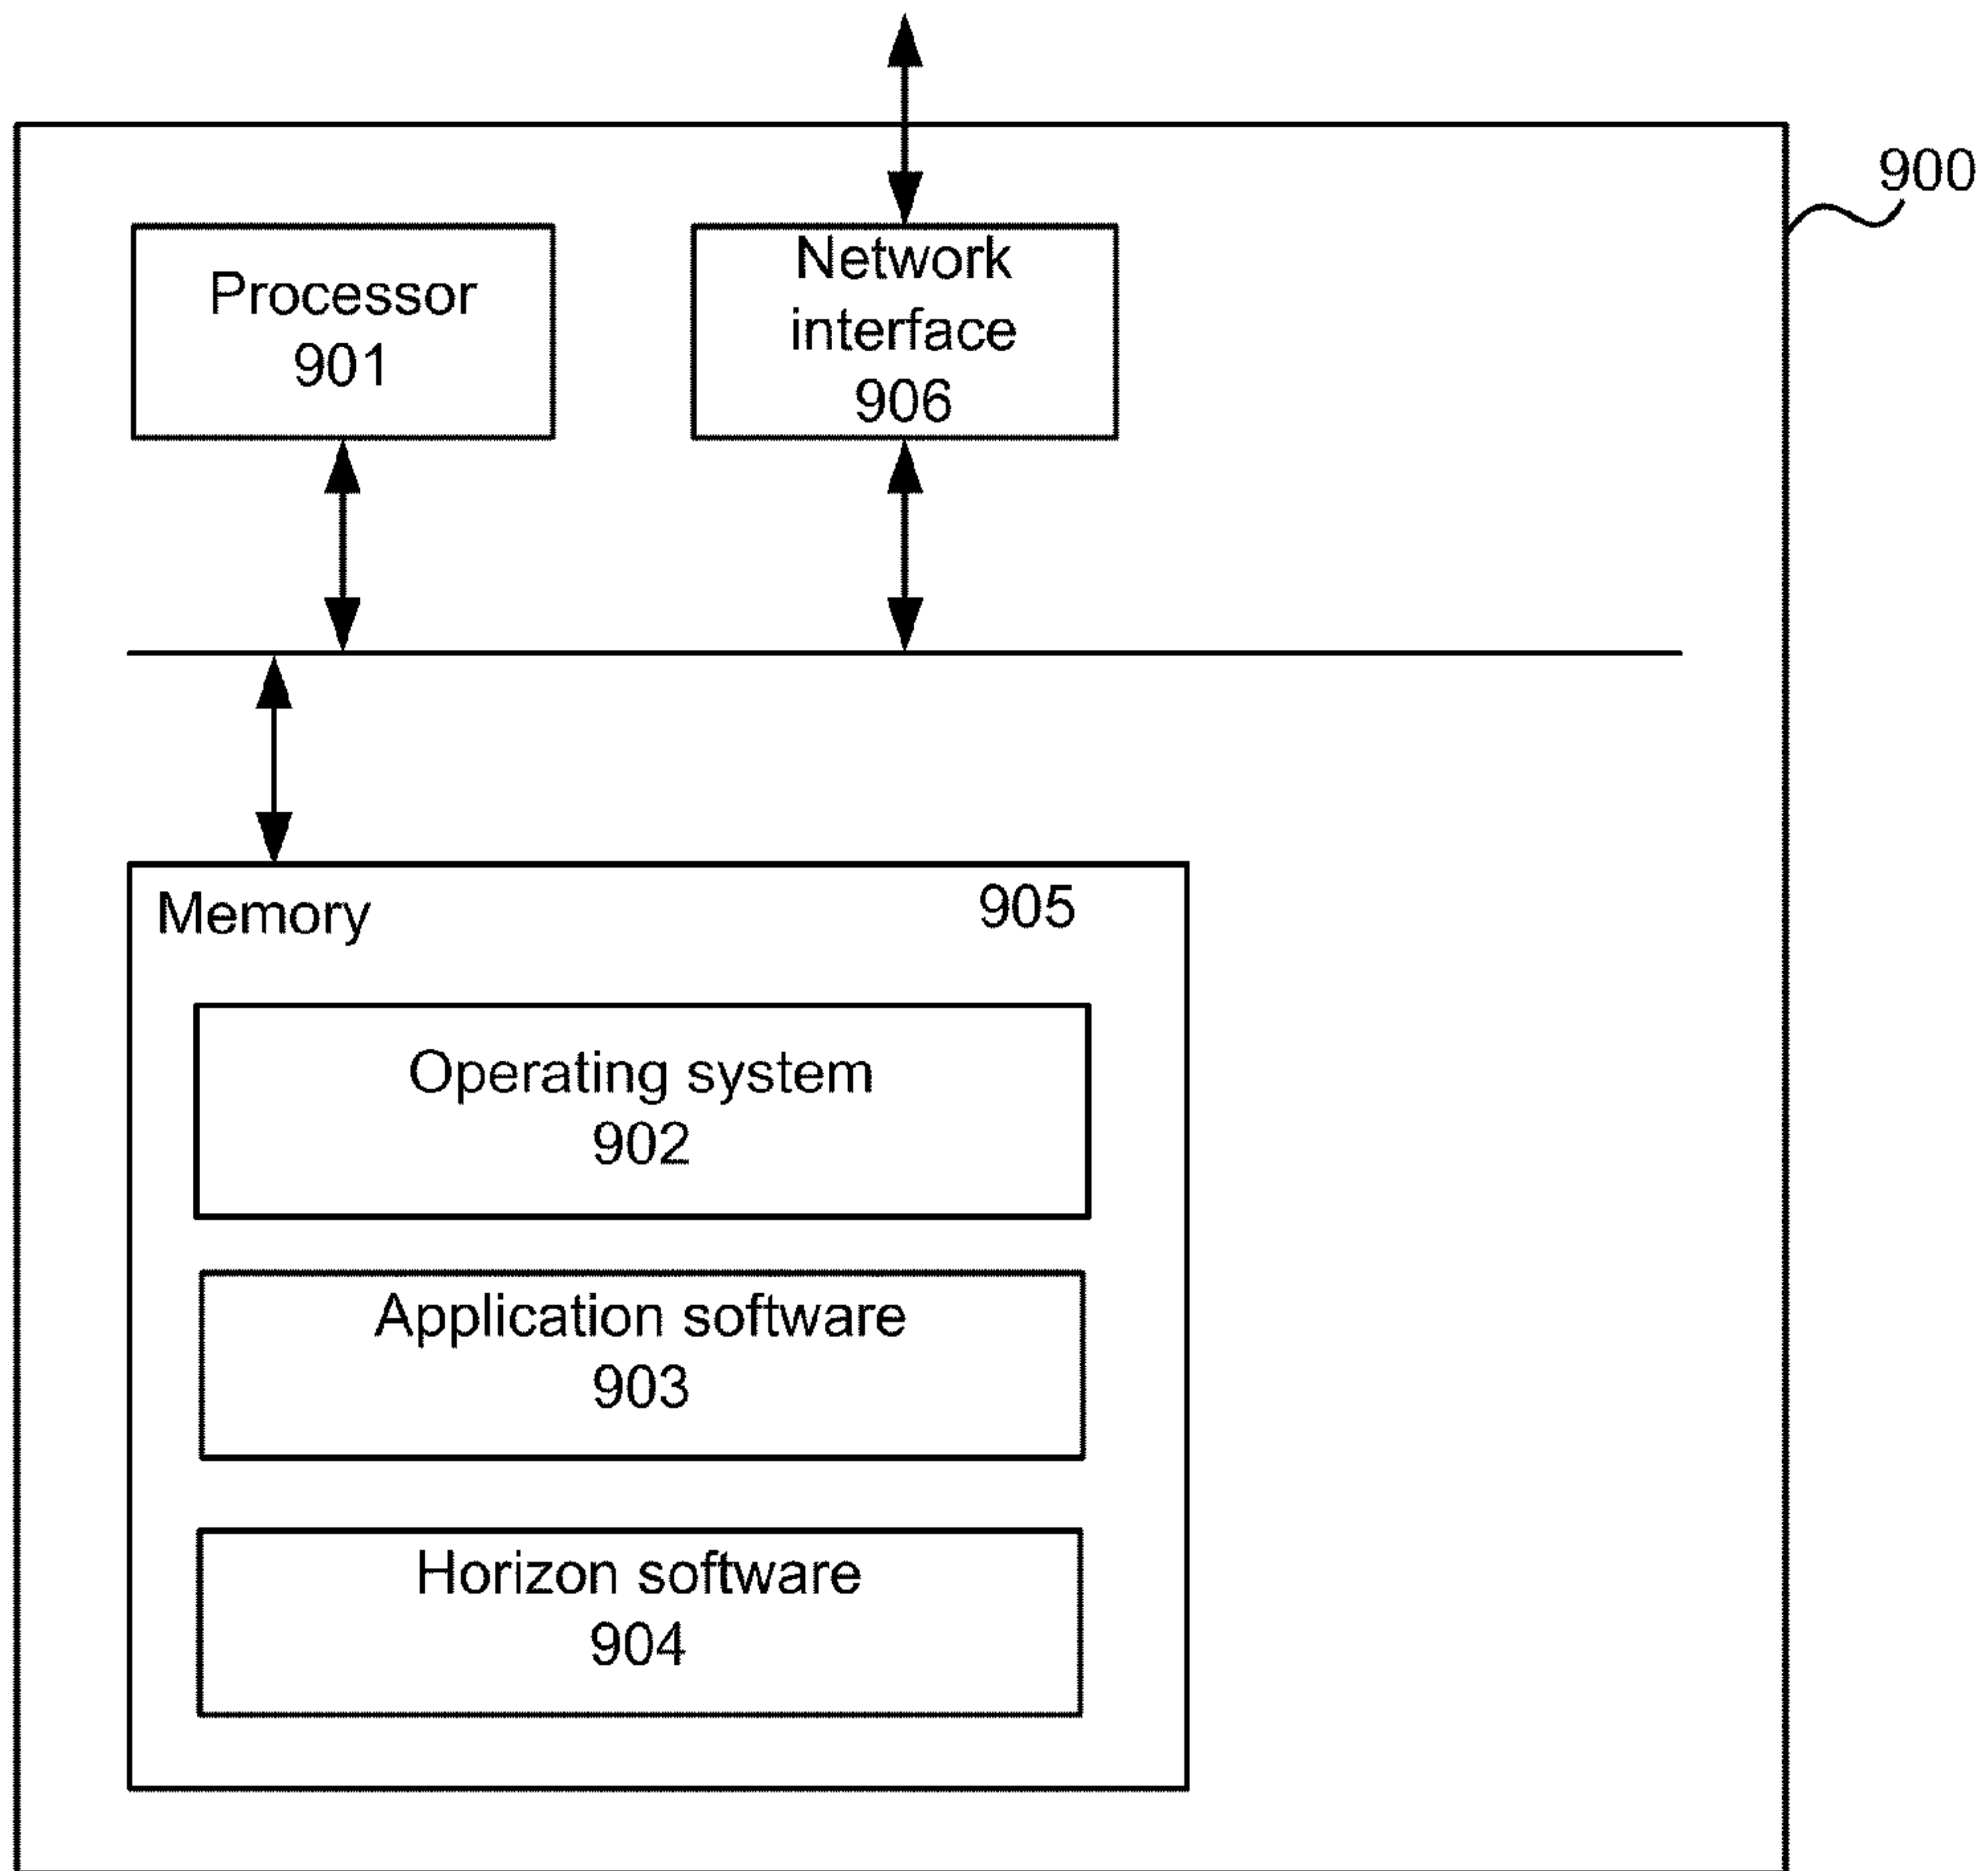 900
Processor
901
Network
interface
906
Memory
905
Operating system
902
Application software
903
Horizon software
904